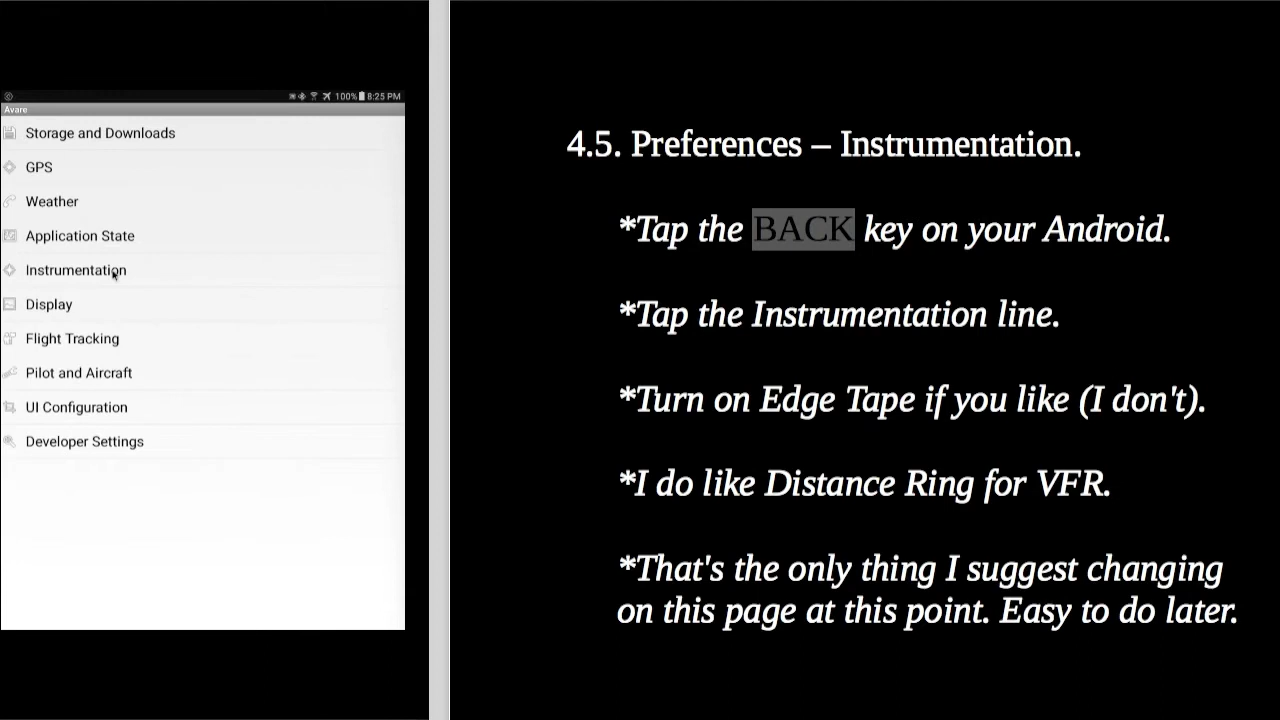 100% 8:25 PM
Avare
Storage and Downloads
GPS
Weather
Application State
Instrumentation
Display
Flight Tracking
Pilot and Aircraft
UI Configuration
Developer Settings
4.5. Preferences – Instrumentation.
*Tap the BACK key on your Android.
*Tap the Instrumentation line.
*Turn on Edge Tape if you like (I don't).
*I do like Distance Ring for VFR.
*That's the only thing I suggest changing
on this page at this point. Easy to do later.